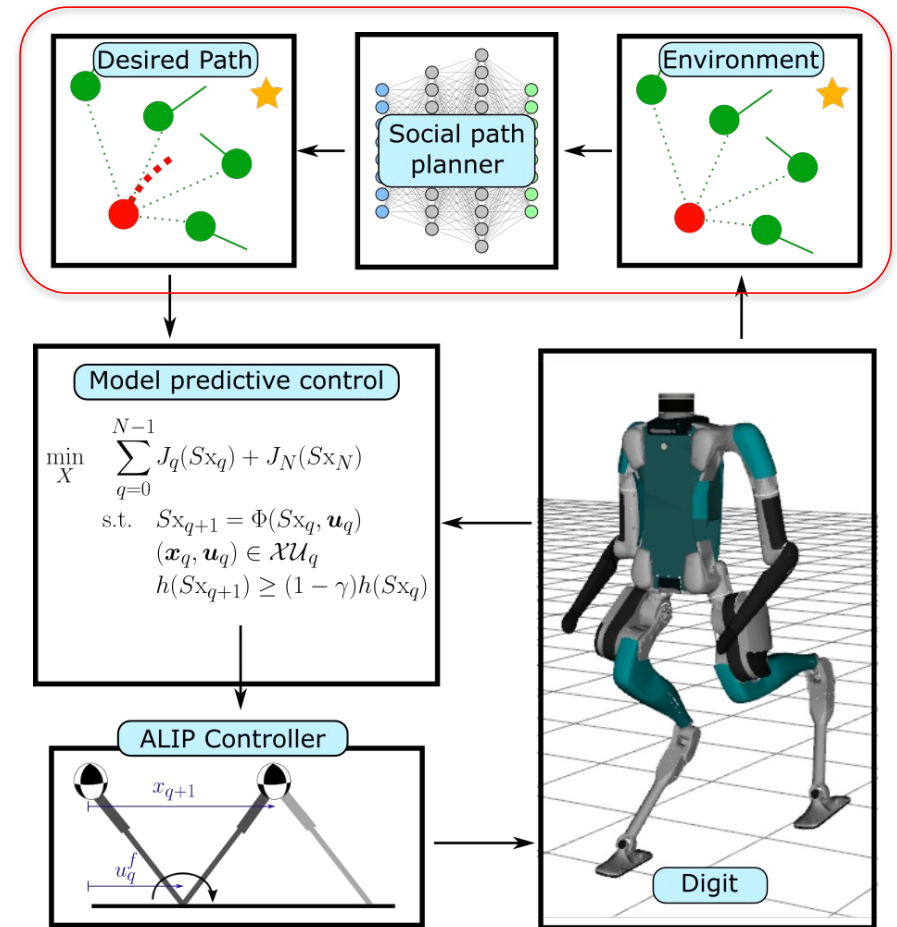 Desired Path
Social path
planner
Environment
Model predictive control
min_X ∑_{q=0}^{N−1} J_q(Sx_q) + J_N(Sx_N)
s.t. Sx_{q+1} = Φ(Sx_q, 𝒖_q)
(𝒙_q, 𝒖_q) ∈ 𝒳𝒰_q
h(Sx_{q+1}) ≥ (1 − γ)h(Sx_q)
ALIP Controller
x_{q+1}
u_q^f
Digit